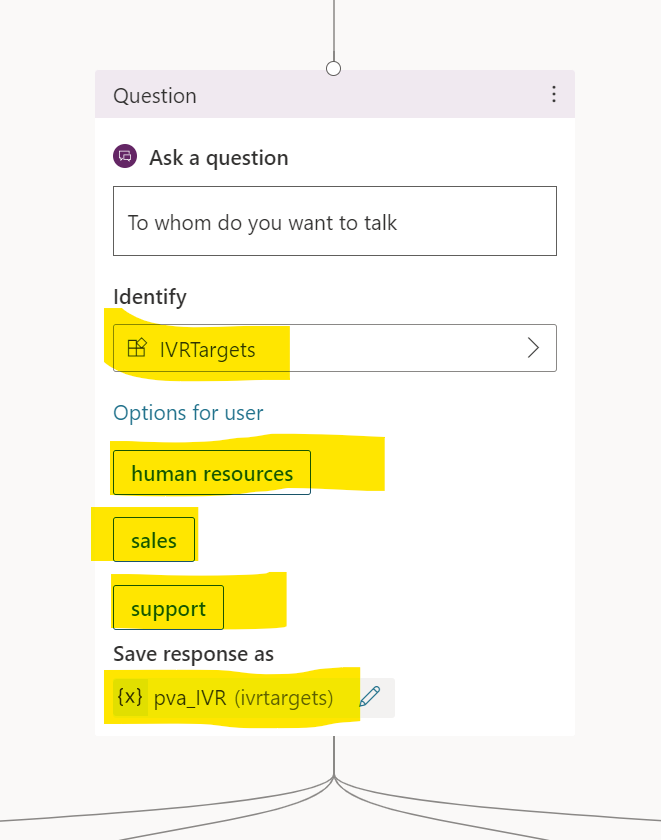 Question
Ask a question
To whom do you want to talk
Identify
IVRTargets
Options for user
human resources
sales
support
Save response as
{x} pva_IVR (ivrtargets)